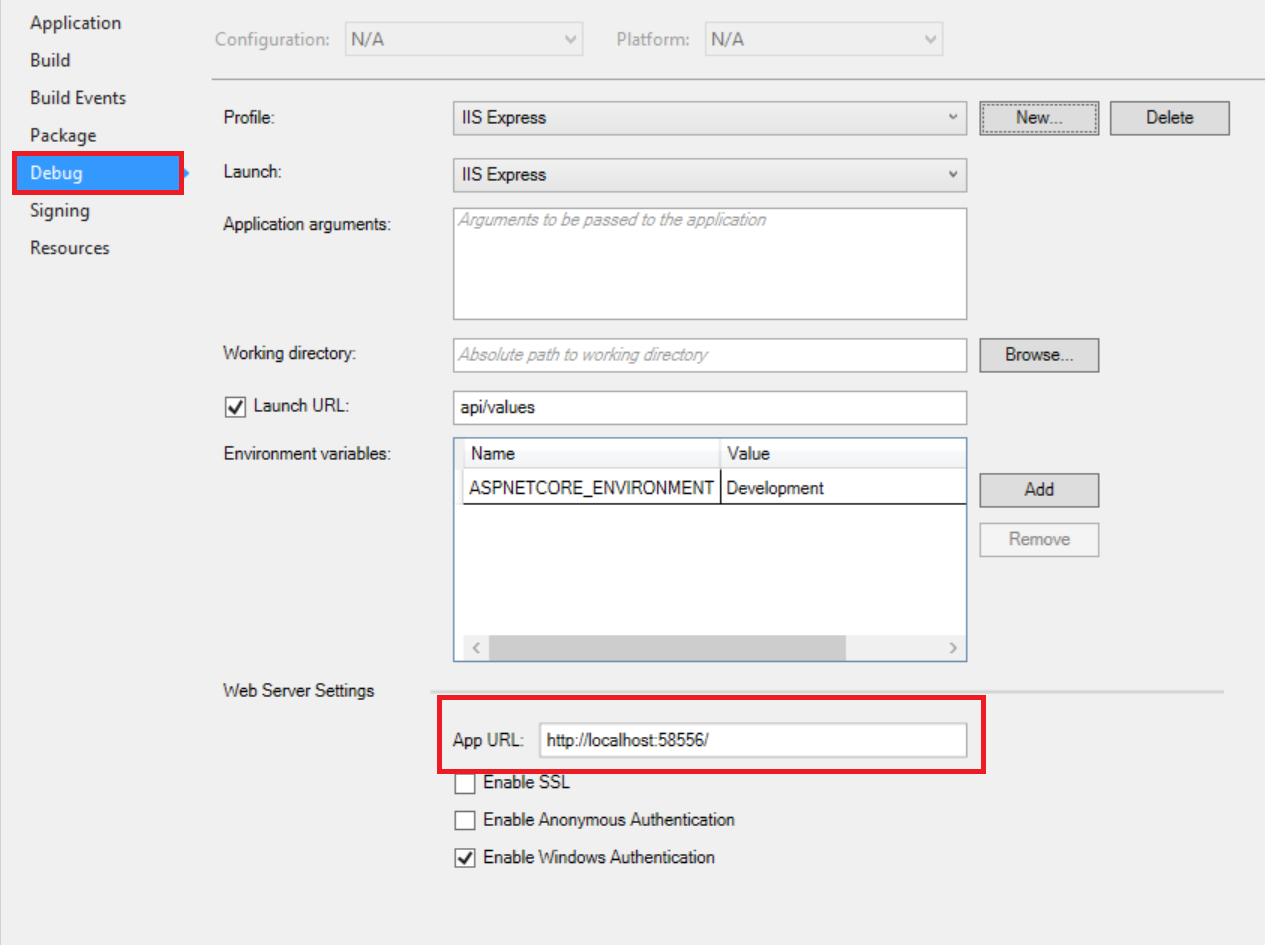 Application
Build
Build Events
Package
Debug
Signing
Resources
Configuration: N/A Platform: N/A
Profile: IIS Express New... Delete
Launch: IIS Express
Application arguments: Arguments to be passed to the application
Working directory: Absolute path to working directory Browse...
Launch URL: api/values
Environment variables: Name Value
ASPNETCORE_ENVIRONMENT Development Add
Remove
Web Server Settings
App URL: http://localhost:58556/
Enable SSL
Enable Anonymous Authentication
Enable Windows Authentication